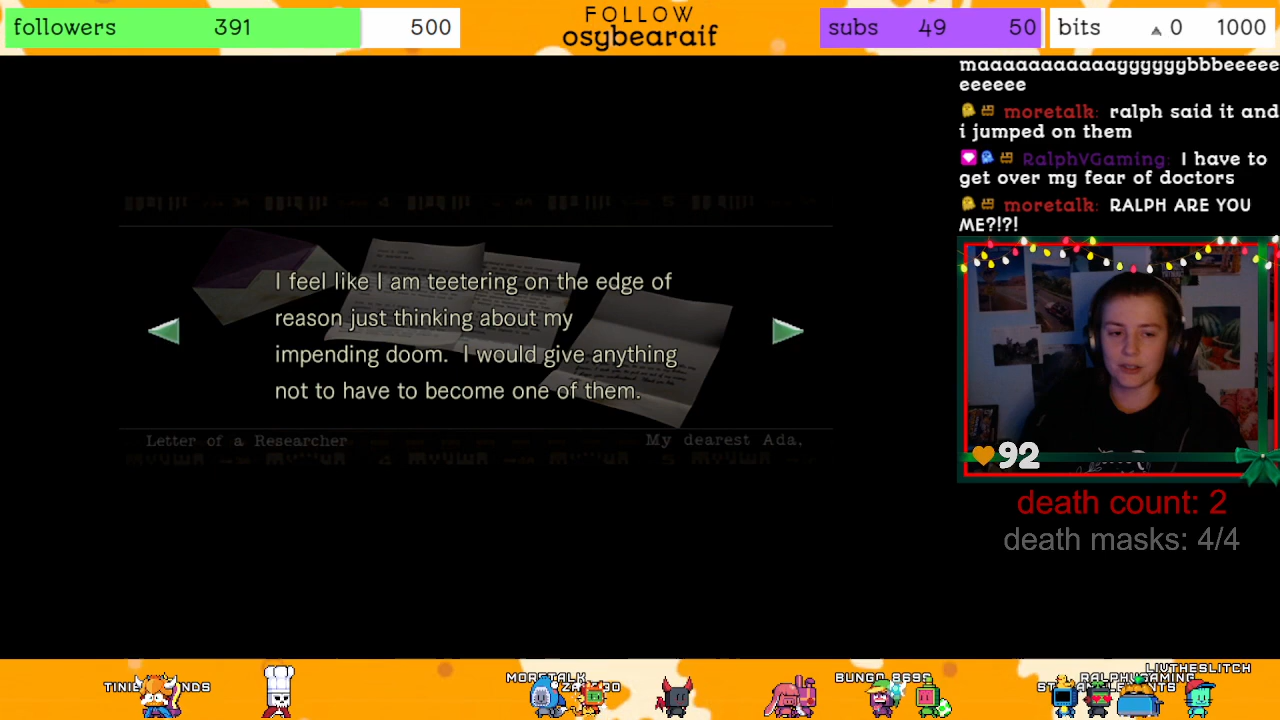 followers 391 500
FOLLOW
osybearaif
subs 49 50
bits 0 1000
maaaaaaaaaaaayyyyyybbbeeeee
eeeeee
moretalk: ralph said it and
i jumped on them
RalphVGaming: I have to
get over my fear of doctors
moretalk: RALPH ARE YOU
ME?!?!
I feel like I am teetering on the edge of
reason just thinking about my
impending doom. I would give anything
not to have to become one of them.
Letter of a Researcher
My dearest Ada,
92
death count: 2
death masks: 4/4
MORETALK
BUNGO_8695
RALPHVGAMING
LIVTHESLITCH